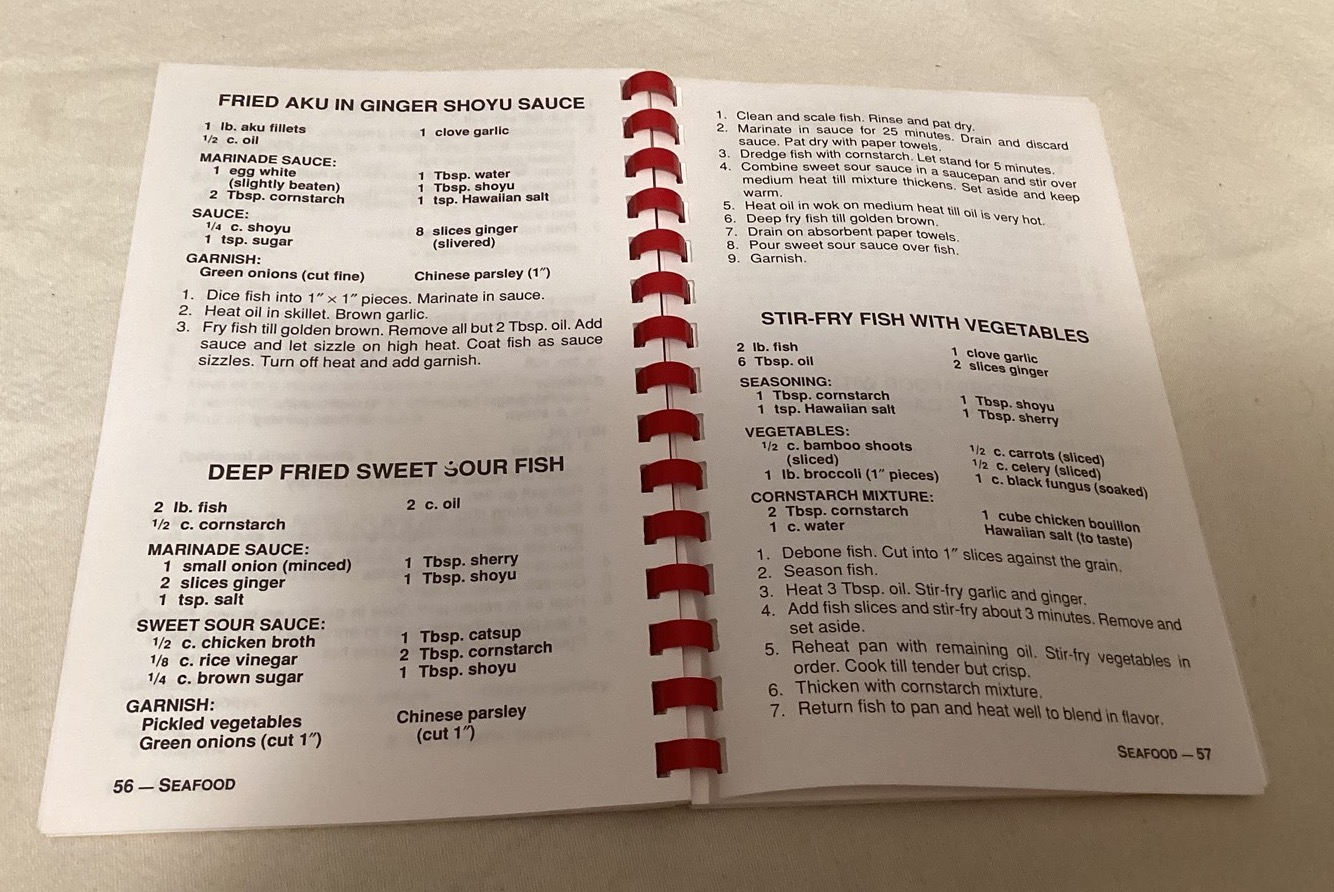 FRIED AKU IN GINGER SHOYU SAUCE
1 lb. aku fillets
1/2 c. oil
1 clove garlic
MARINADE SAUCE:
1 egg white
(slightly beaten)
2 Tbsp. cornstarch
1 Tbsp. water
1 Tbsp. shoyu
1 tsp. Hawaiian salt
SAUCE:
1/4 c. shoyu
1 tsp. sugar
8 slices ginger
(slivered)
GARNISH:
Green onions (cut fine)
Chinese parsley (1″)
1. Dice fish into 1″ × 1″ pieces. Marinate in sauce.
2. Heat oil in skillet. Brown garlic.
3. Fry fish till golden brown. Remove all but 2 Tbsp. oil. Add
sauce and let sizzle on high heat. Coat fish as sauce
sizzles. Turn off heat and add garnish.
DEEP FRIED SWEET SOUR FISH
2 lb. fish
1/2 c. cornstarch
2 c. oil
MARINADE SAUCE:
1 small onion (minced)
2 slices ginger
1 tsp. salt
1 Tbsp. sherry
1 Tbsp. shoyu
SWEET SOUR SAUCE:
1/2 c. chicken broth
1/8 c. rice vinegar
1/4 c. brown sugar
1 Tbsp. catsup
2 Tbsp. cornstarch
1 Tbsp. shoyu
GARNISH:
Pickled vegetables
Green onions (cut 1″)
Chinese parsley
(cut 1″)
56 — SEAFOOD
1. Clean and scale fish. Rinse and pat dry.
2. Marinate in sauce for 25 minutes. Drain and discard
sauce. Pat dry with paper towels.
3. Dredge fish with cornstarch. Let stand for 5 minutes.
4. Combine sweet sour sauce in a saucepan and stir over
medium heat till mixture thickens. Set aside and keep
warm.
5. Heat oil in wok on medium heat till oil is very hot.
6. Deep fry fish till golden brown.
7. Drain on absorbent paper towels.
8. Pour sweet sour sauce over fish.
9. Garnish.
STIR-FRY FISH WITH VEGETABLES
2 lb. fish
6 Tbsp. oil
1 clove garlic
2 slices ginger
SEASONING:
1 Tbsp. cornstarch
1 tsp. Hawaiian salt
1 Tbsp. shoyu
1 Tbsp. sherry
VEGETABLES:
1/2 c. bamboo shoots
(sliced)
1 lb. broccoli (1″ pieces)
1/2 c. carrots (sliced)
1/2 c. celery (sliced)
1 c. black fungus (soaked)
CORNSTARCH MIXTURE:
2 Tbsp. cornstarch
1 c. water
1 cube chicken bouillon
Hawaiian salt (to taste)
1. Debone fish. Cut into 1″ slices against the grain.
2. Season fish.
3. Heat 3 Tbsp. oil. Stir-fry garlic and ginger.
4. Add fish slices and stir-fry about 3 minutes. Remove and
set aside.
5. Reheat pan with remaining oil. Stir-fry vegetables in
order. Cook till tender but crisp.
6. Thicken with cornstarch mixture.
7. Return fish to pan and heat well to blend in flavor.
SEAFOOD — 57